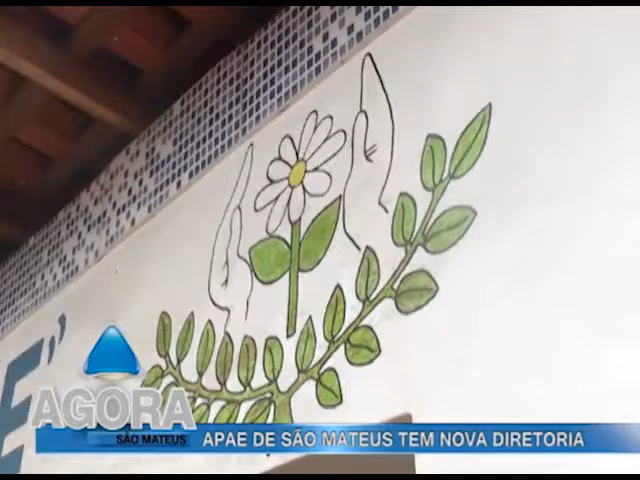 E”
AGORA
SÃO MATEUS
APAE DE SÃO MATEUS TEM NOVA DIRETORIA